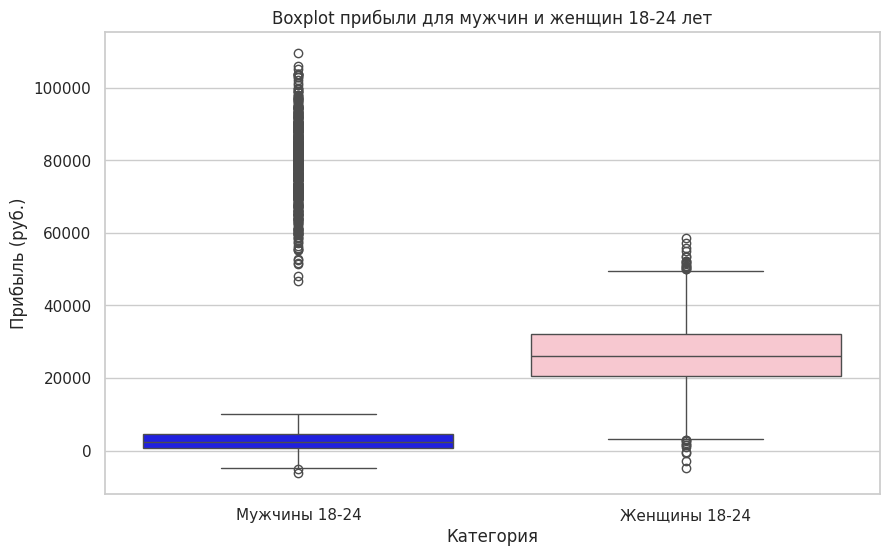 Boxplot прибыли для мужчин и женщин 18-24 лет
Прибыль (руб.)
100000
80000
60000
40000
20000
0
Мужчины 18-24
Женщины 18-24
Категория